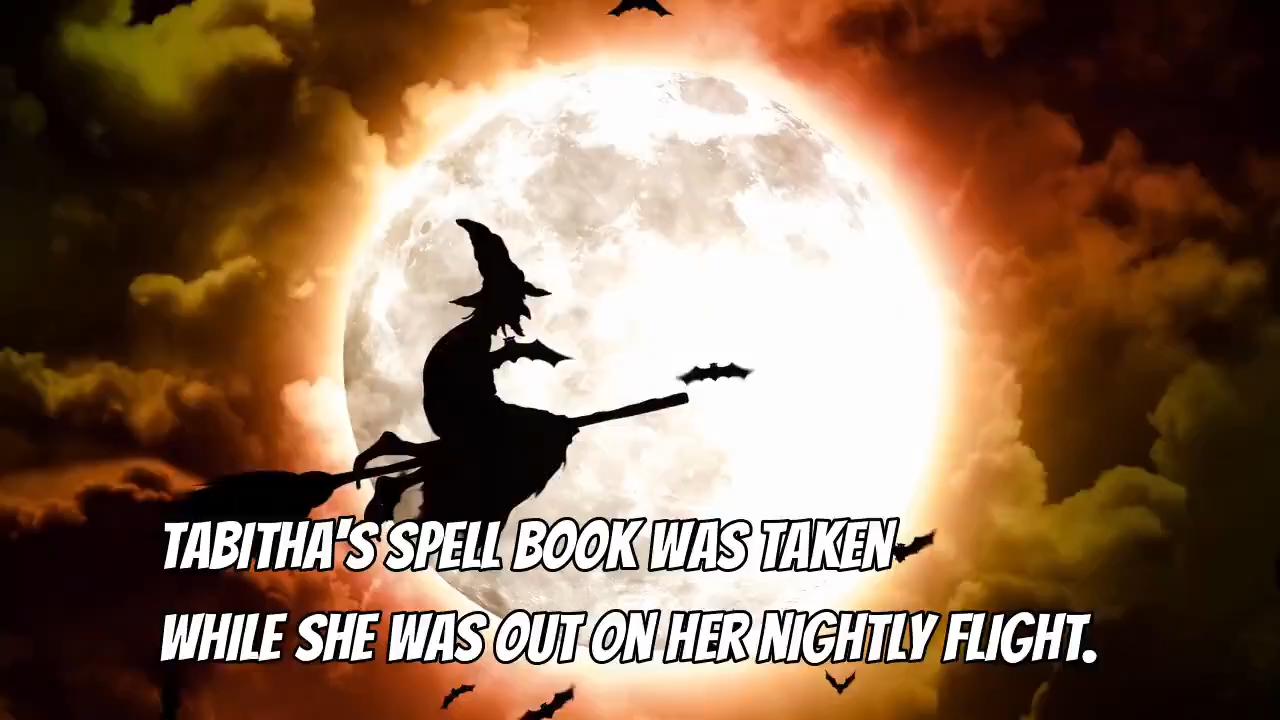 TABITHA'S SPELL BOOK WAS TAKEN
WHILE SHE WAS OUT ON HER NIGHTLY FLIGHT.